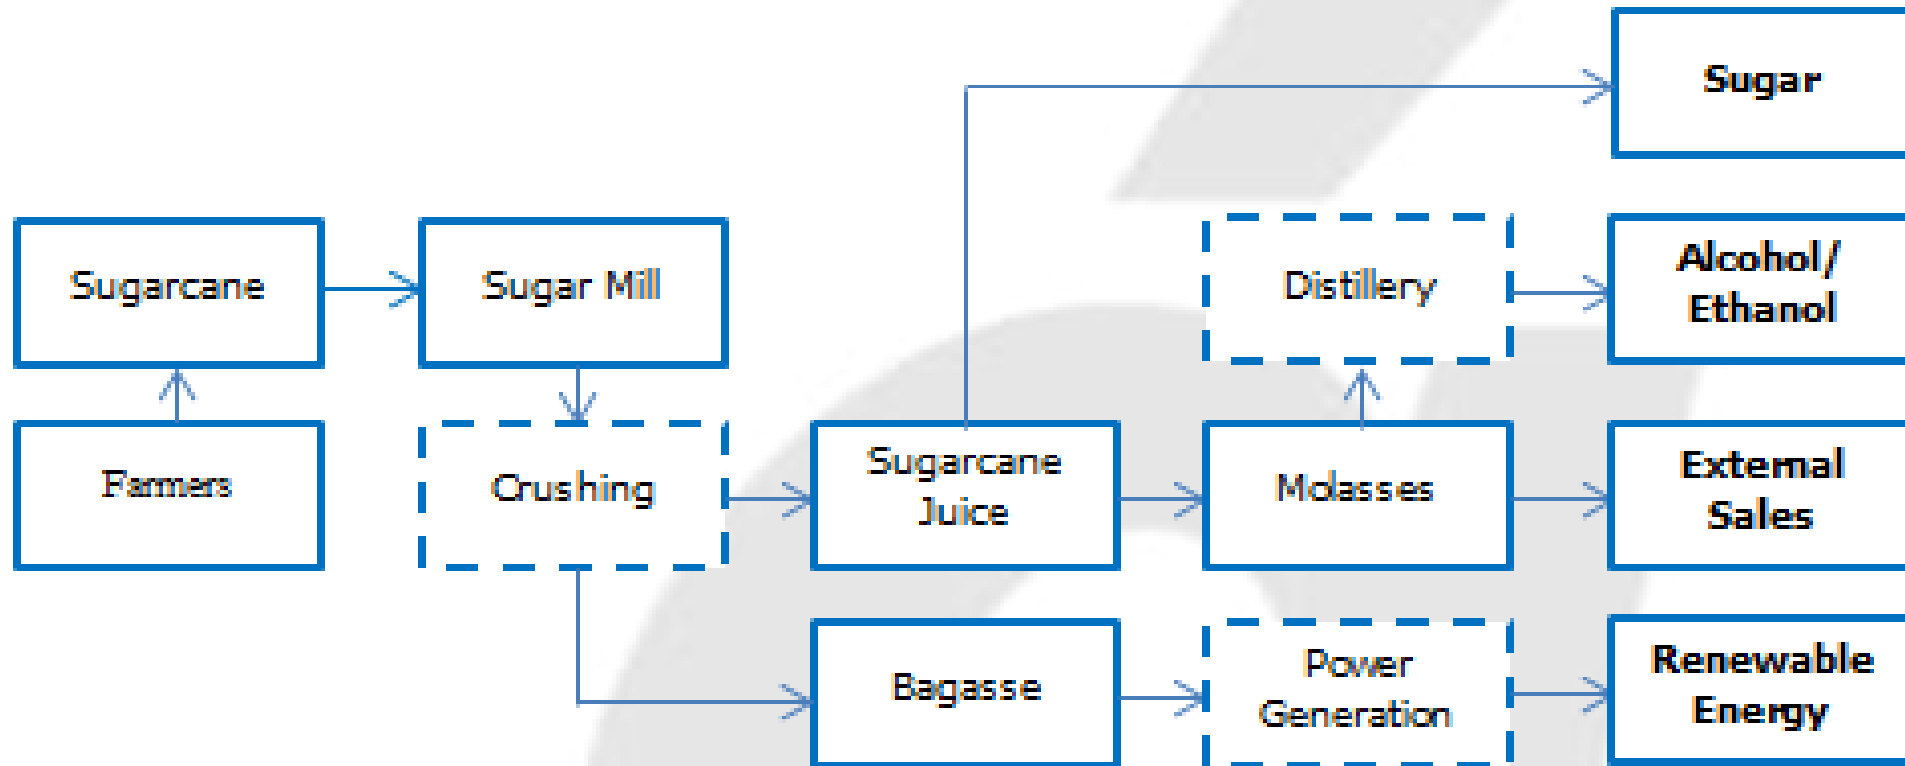 Sugar
Sugarcane
Sugar Mill
Distillery
Alcohol/
Ethanol
Farmers
Crushing
Sugarcane
Juice
Molasses
External
Sales
Bagasse
Power
Generation
Renewable
Energy